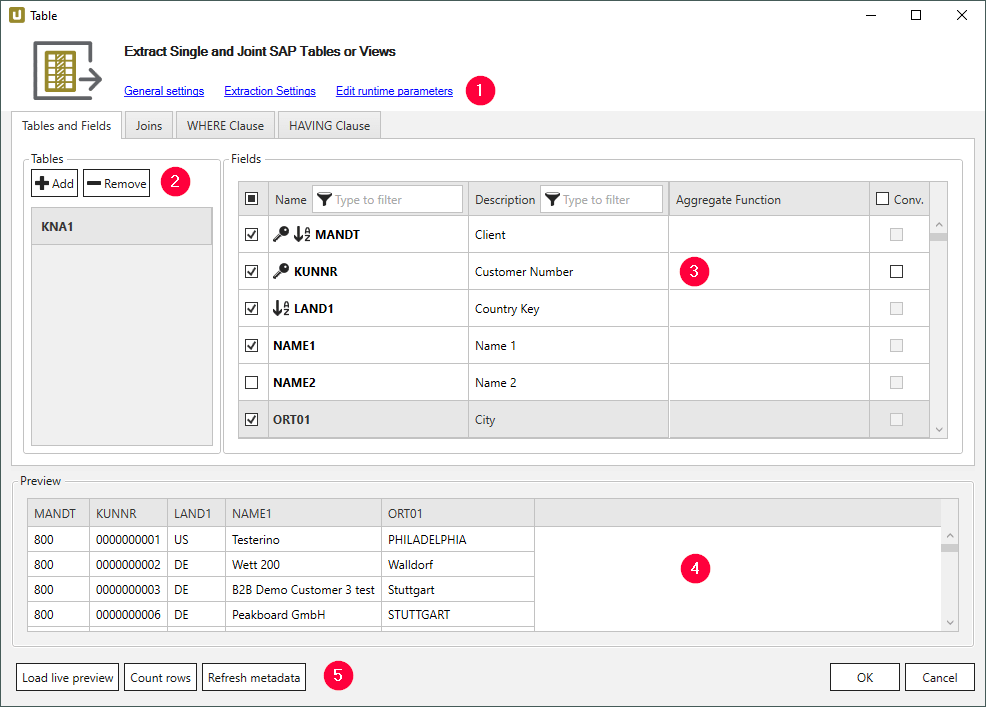 Table
Extract Single and Joint SAP Tables or Views
General settings Extraction Settings Edit runtime parameters 1
Tables and Fields Joins WHERE Clause HAVING Clause
Tables
Add Remove 2
KNA1
Fields
Name Type to filter Description Type to filter Aggregate Function Conv.
MANDT Client
KUNNR Customer Number 3
LAND1 Country Key
NAME1 Name 1
NAME2 Name 2
ORT01 City
Preview
MANDT KUNNR LAND1 NAME1 ORT01
800 0000000001 US Testerino PHILADELPHIA
800 0000000002 DE Wett 200 Walldorf
800 0000000003 DE B2B Demo Customer 3 test Stuttgart
800 0000000006 DE Peakboard GmbH STUTTGART
4
Load live preview Count rows Refresh metadata 5 OK Cancel